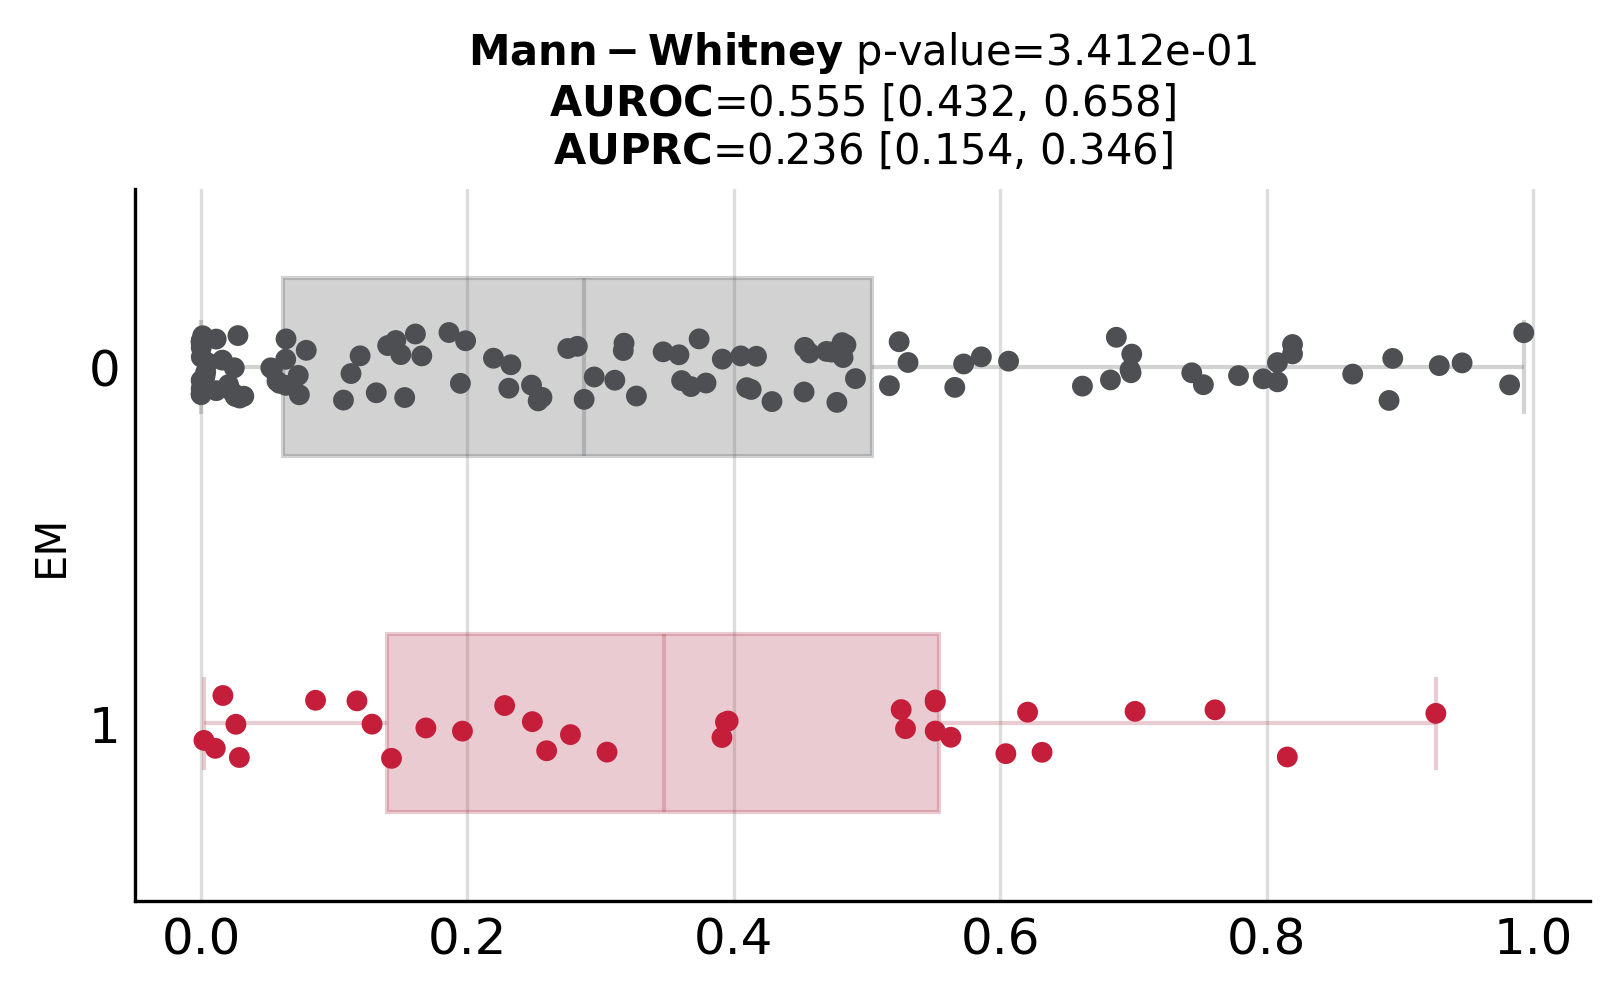 Mann − Whitney p-value=3.412e-01
AUROC=0.555 [0.432, 0.658]
AUPRC=0.236 [0.154, 0.346]
0
EM
1
0.0 0.2 0.4 0.6 0.8 1.0